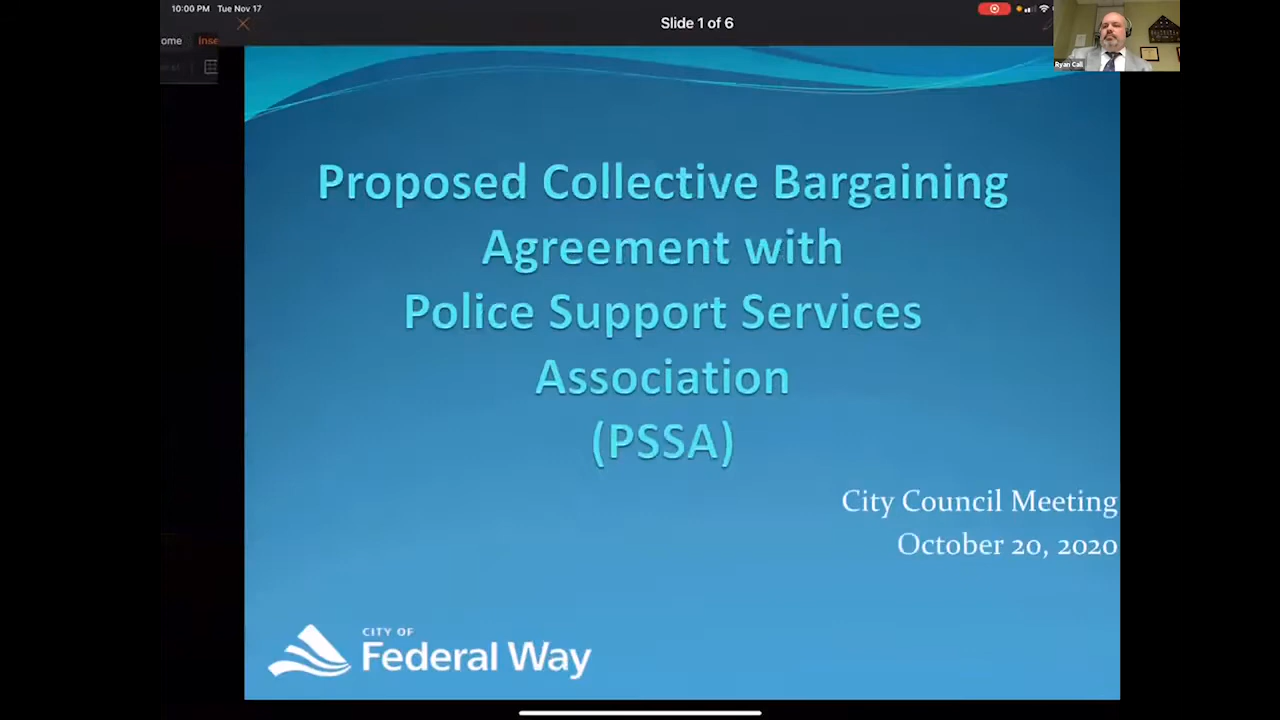 10:00 PM Tue Nov 17
Slide 1 of 6
ome Inse
Ryan Call
Proposed Collective Bargaining
Agreement with
Police Support Services
Association
(PSSA)
City Council Meeting
October 20, 2020
CITY OF
Federal Way